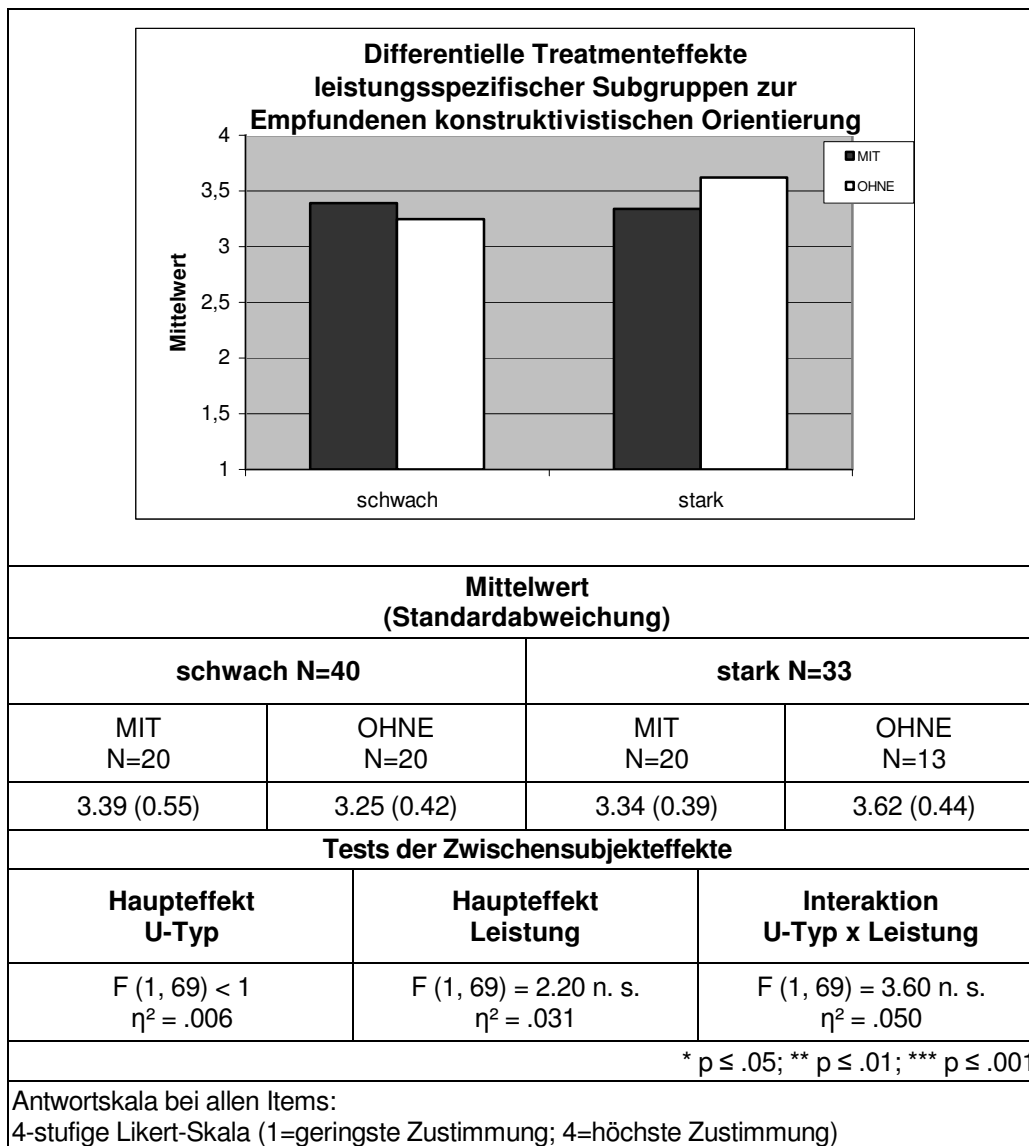 Differentielle Treatmenteffekte
leistungsspezifischer Subgruppen zur
Empfundenen konstruktivistischen Orientierung
4
3,5
3
2,5
2
1,5
1
Mittelwert
MIT
OHNE
schwach stark
Mittelwert
(Standardabweichung)
schwach N=40 stark N=33
MIT OHNE MIT OHNE
N=20 N=20 N=20 N=13
3.39 (0.55) 3.25 (0.42) 3.34 (0.39) 3.62 (0.44)
Tests der Zwischensubjekteffekte
Haupteffekt Haupteffekt Interaktion
U-Typ Leistung U-Typ x Leistung
F (1, 69) < 1 F (1, 69) = 2.20 n. s. F (1, 69) = 3.60 n. s.
η² = .006 η² = .031 η² = .050
* p ≤ .05; ** p ≤ .01; *** p ≤ .001
Antwortskala bei allen Items:
4-stufige Likert-Skala (1=geringste Zustimmung; 4=höchste Zustimmung)